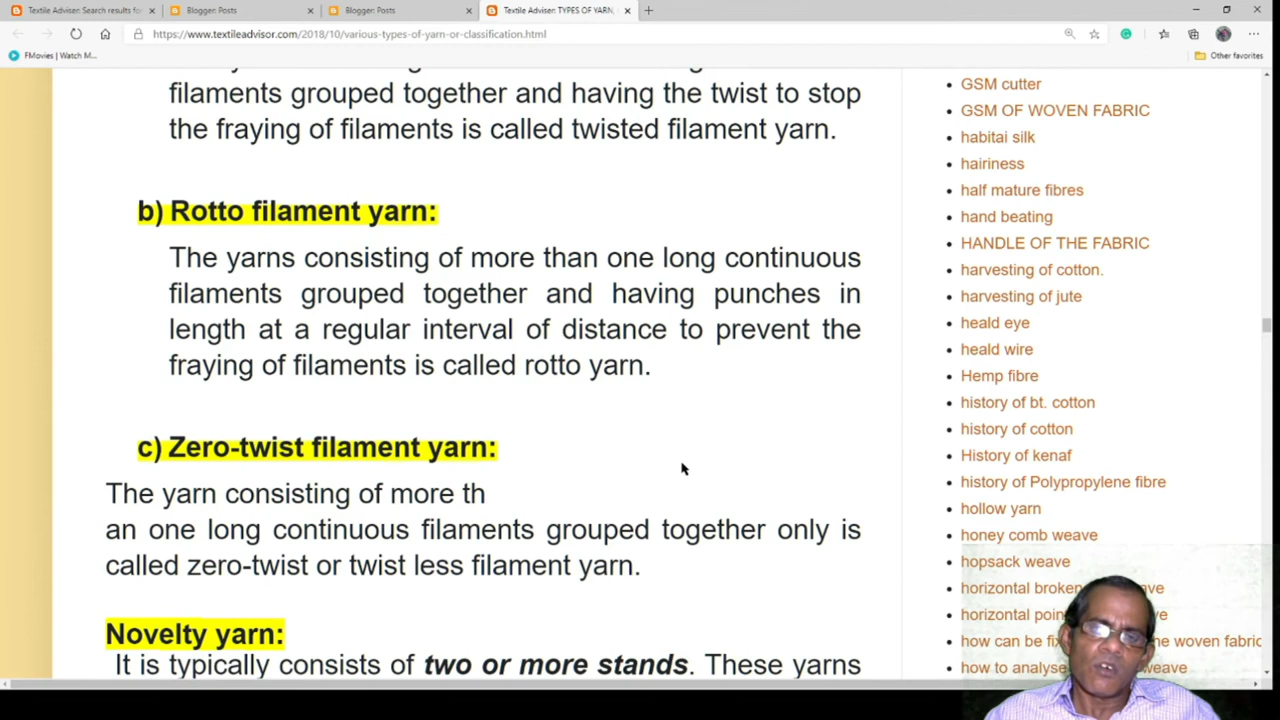 Textile Adviser: Search results fo
Blogger: Posts
Blogger: Posts
Textile Adviser: TYPES OF YARN,
https://www.textileadvisor.com/2018/10/various-types-of-yarn-or-classification.html
FMovies | Watch M...
Other favorites
filaments grouped together and having the twist to stop
the fraying of filaments is called twisted filament yarn.
b) Rotto filament yarn:
The yarns consisting of more than one long continuous
filaments grouped together and having punches in
length at a regular interval of distance to prevent the
fraying of filaments is called rotto yarn.
c) Zero-twist filament yarn:
The yarn consisting of more th
an one long continuous filaments grouped together only is
called zero-twist or twist less filament yarn.
Novelty yarn:
It is typically consists of two or more stands. These yarns
GSM cutter
GSM OF WOVEN FABRIC
habitai silk
hairiness
half mature fibres
hand beating
HANDLE OF THE FABRIC
harvesting of cotton.
harvesting of jute
heald eye
heald wire
Hemp fibre
history of bt. cotton
history of cotton
History of kenaf
history of Polypropylene fibre
hollow yarn
honey comb weave
hopsack weave
horizontal broken
horizontal poin
how can be fi the woven fabric
how to analyse weave